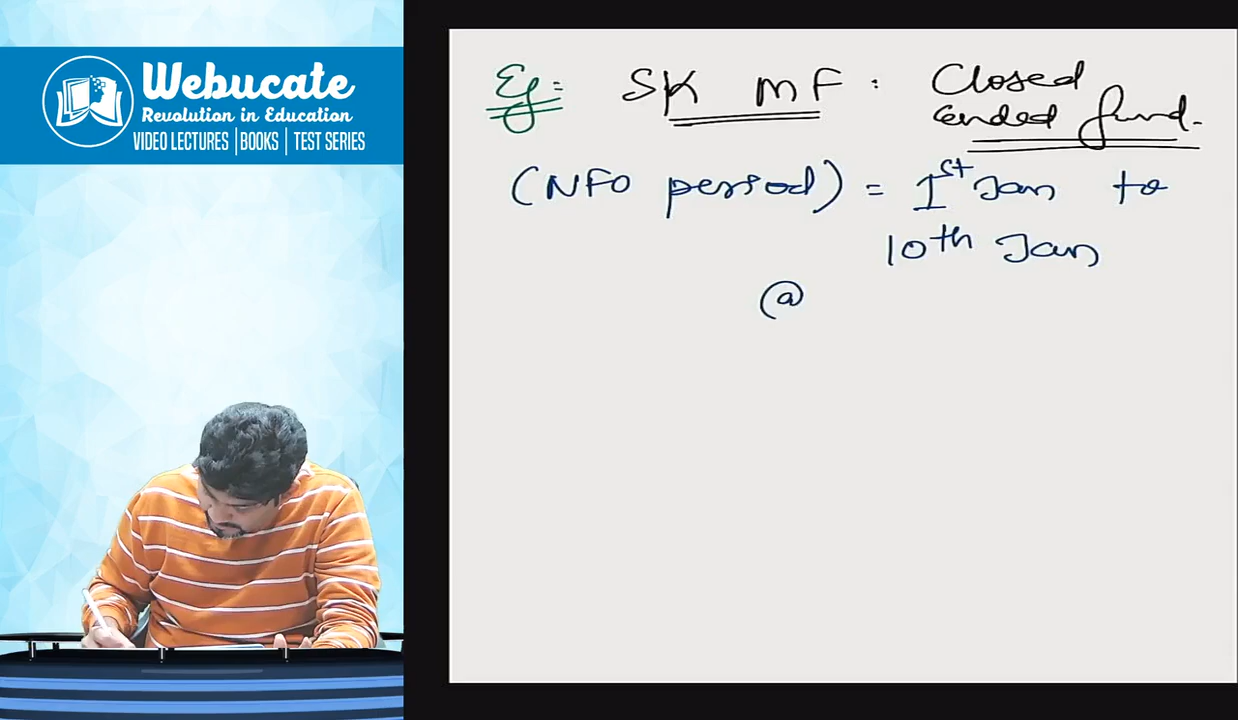 Webucate
Revolution in Education
VIDEO LECTURES | BOOKS | TEST SERIES
Eg: SK MF : Closed
ended fund.
(NFO period) = 1st Jan to
10th Jan
@